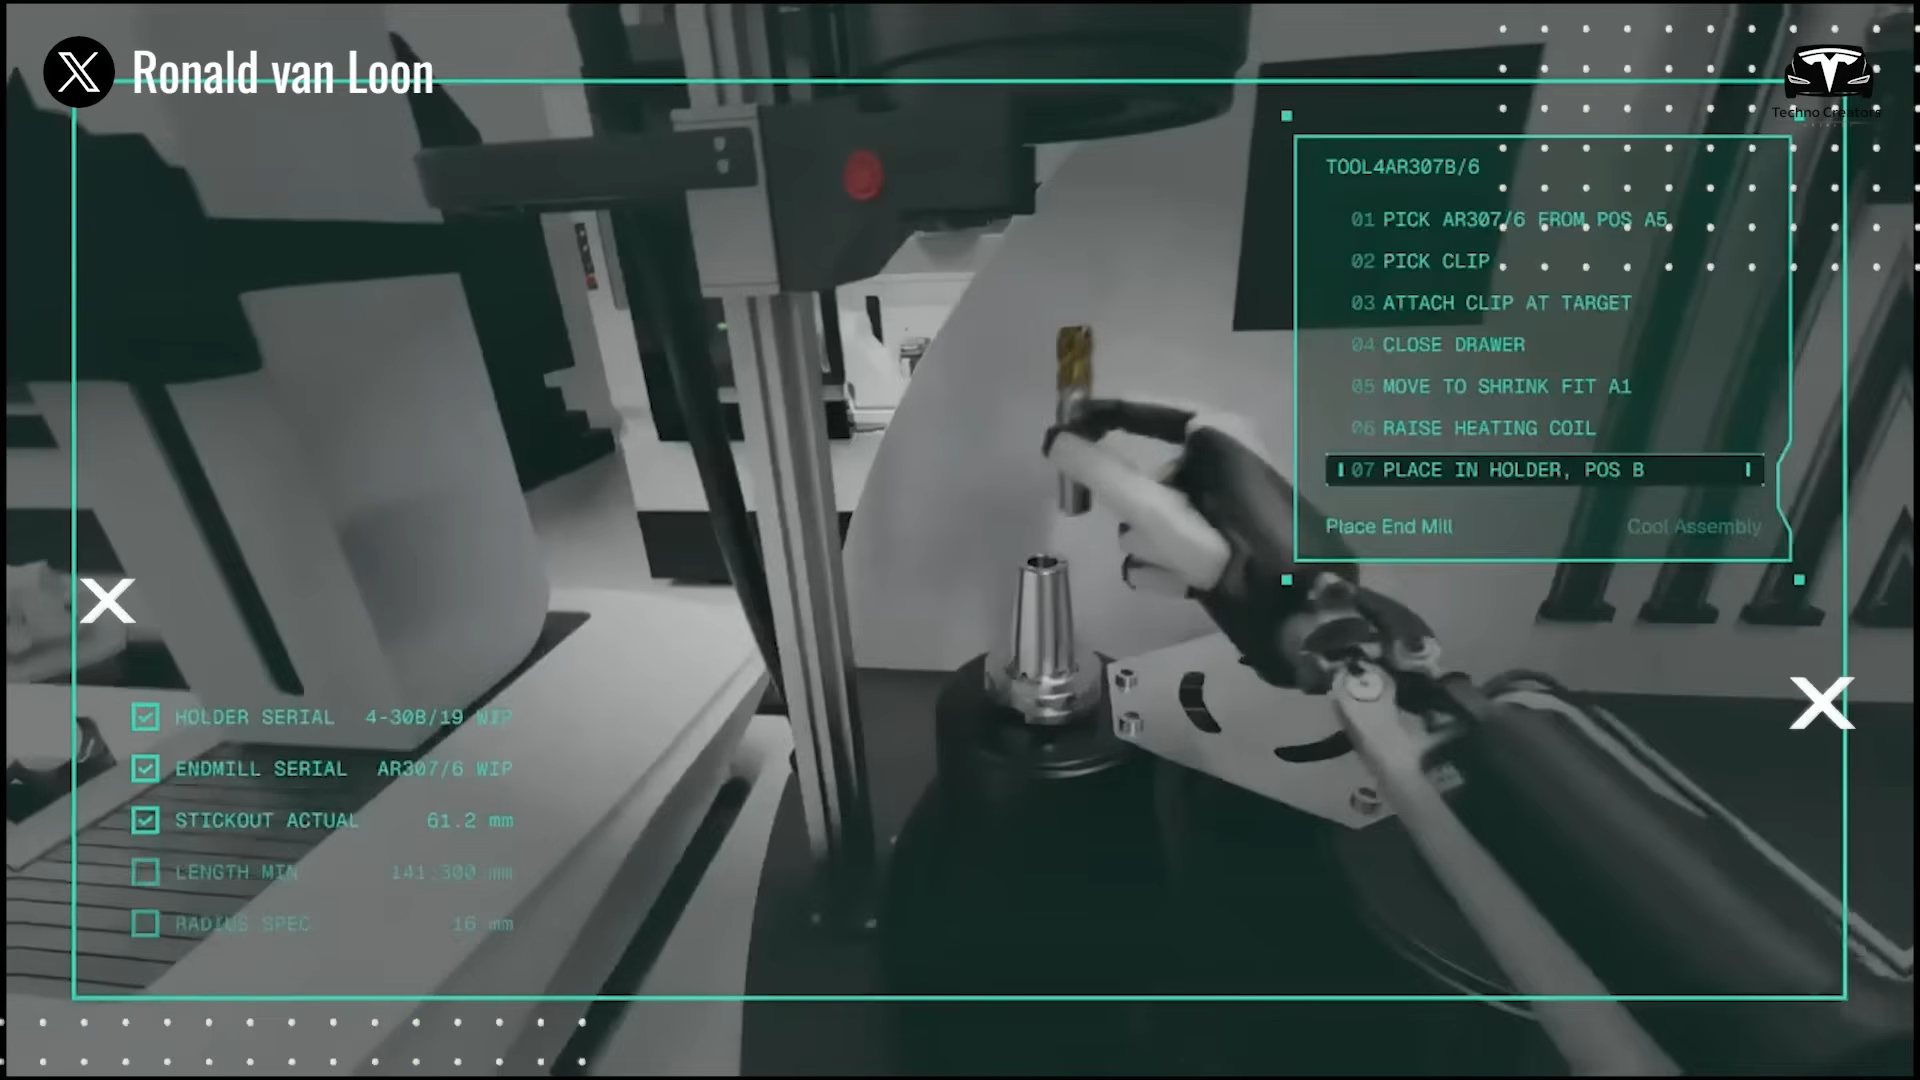 Ronald van Loon
Techno Creators
TOOL4AR307B/6
01 PICK AR307/6 FROM POS A5
02 PICK CLIP
03 ATTACH CLIP AT TARGET
04 CLOSE DRAWER
05 MOVE TO SHRINK FIT A1
06 RAISE HEATING COIL
07 PLACE IN HOLDER, POS B
Place End Mill Cool Assembly
HOLDER SERIAL 4-30B/19 WIP
ENDMILL SERIAL AR307/6 WIP
STICKOUT ACTUAL 61.2 mm
LENGTH MIN 141.300 mm
RADIUS SPEC 16 mm